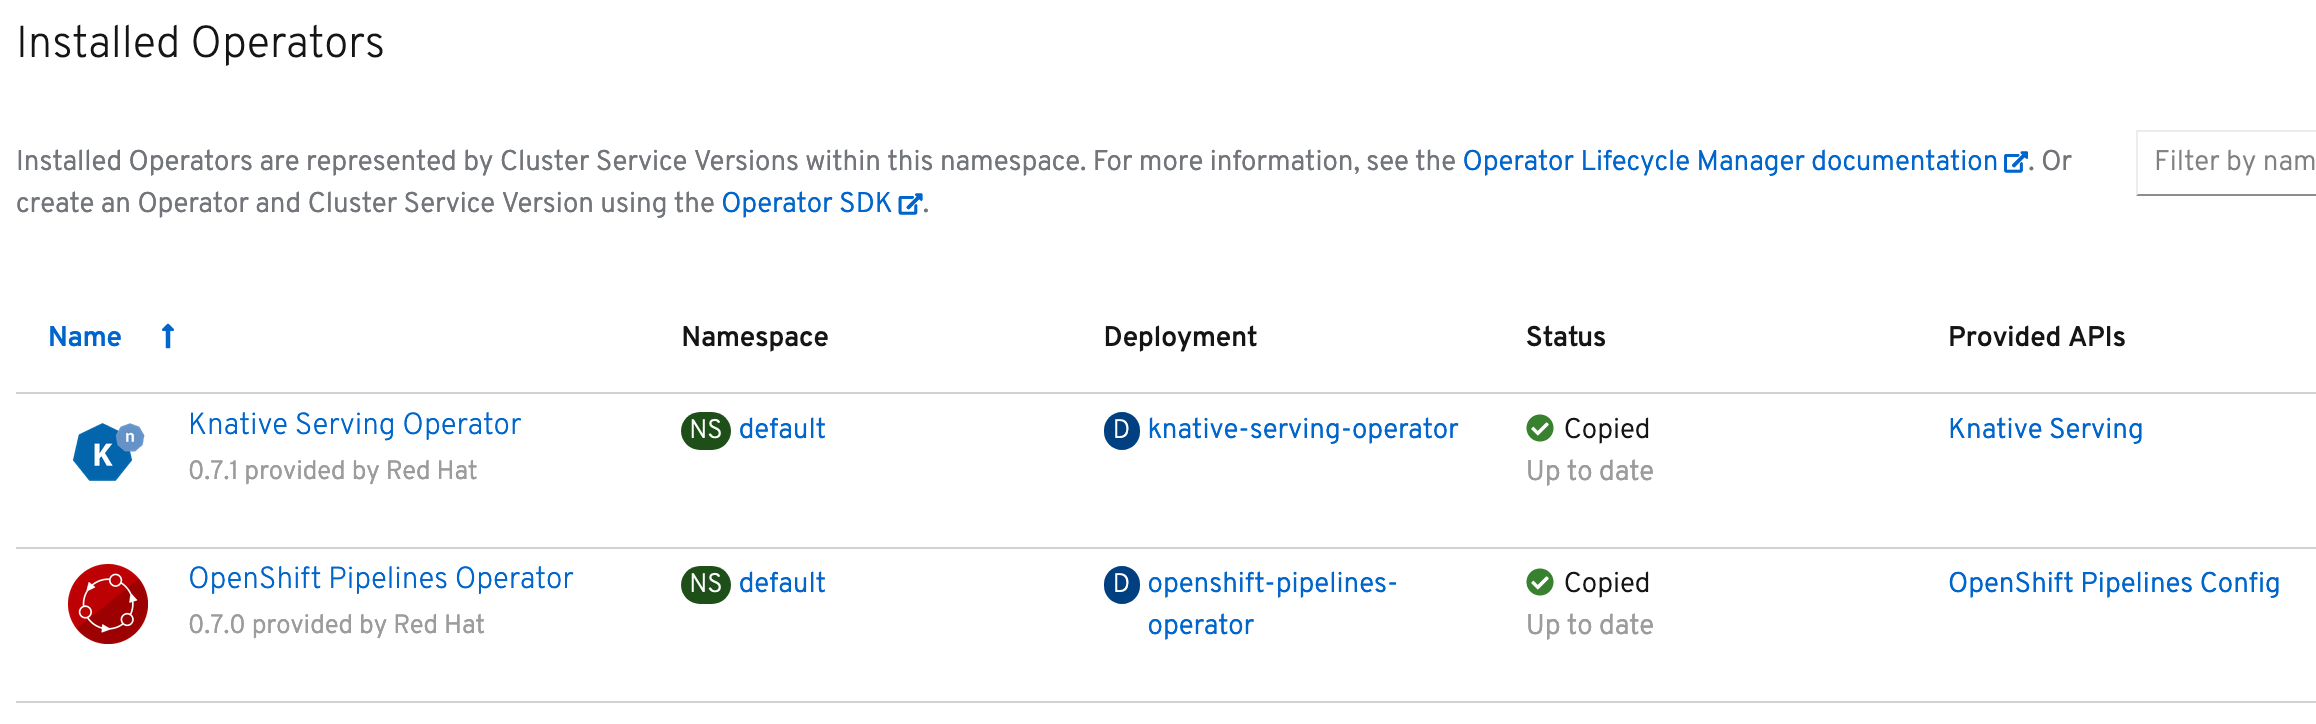 Installed Operators
Installed Operators are represented by Cluster Service Versions within this namespace. For more information, see the Operator Lifecycle Manager documentation. Or
create an Operator and Cluster Service Version using the Operator SDK.
Filter by nam
Name Namespace Deployment Status Provided APIs
K n
Knative Serving Operator NS default D knative-serving-operator Copied Knative Serving
0.7.1 provided by Red Hat Up to date
OpenShift Pipelines Operator NS default D openshift-pipelines- Copied OpenShift Pipelines Config
0.7.0 provided by Red Hat operator Up to date